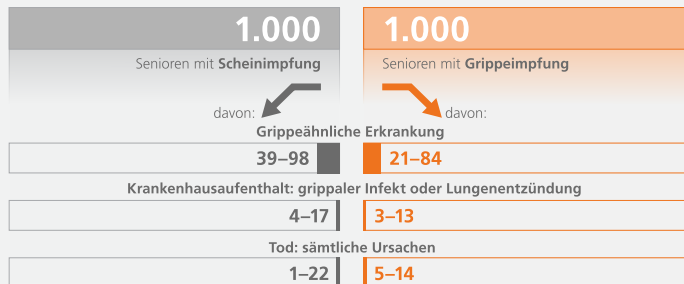 1.000
1.000
Senioren mit Scheinimpfung
Senioren mit Grippeimpfung
davon:
davon:
Grippeähnliche Erkrankung
39–98
21–84
Krankenhausaufenthalt: grippaler Infekt oder Lungenentzündung
4–17
3–13
Tod: sämtliche Ursachen
1–22
5–14